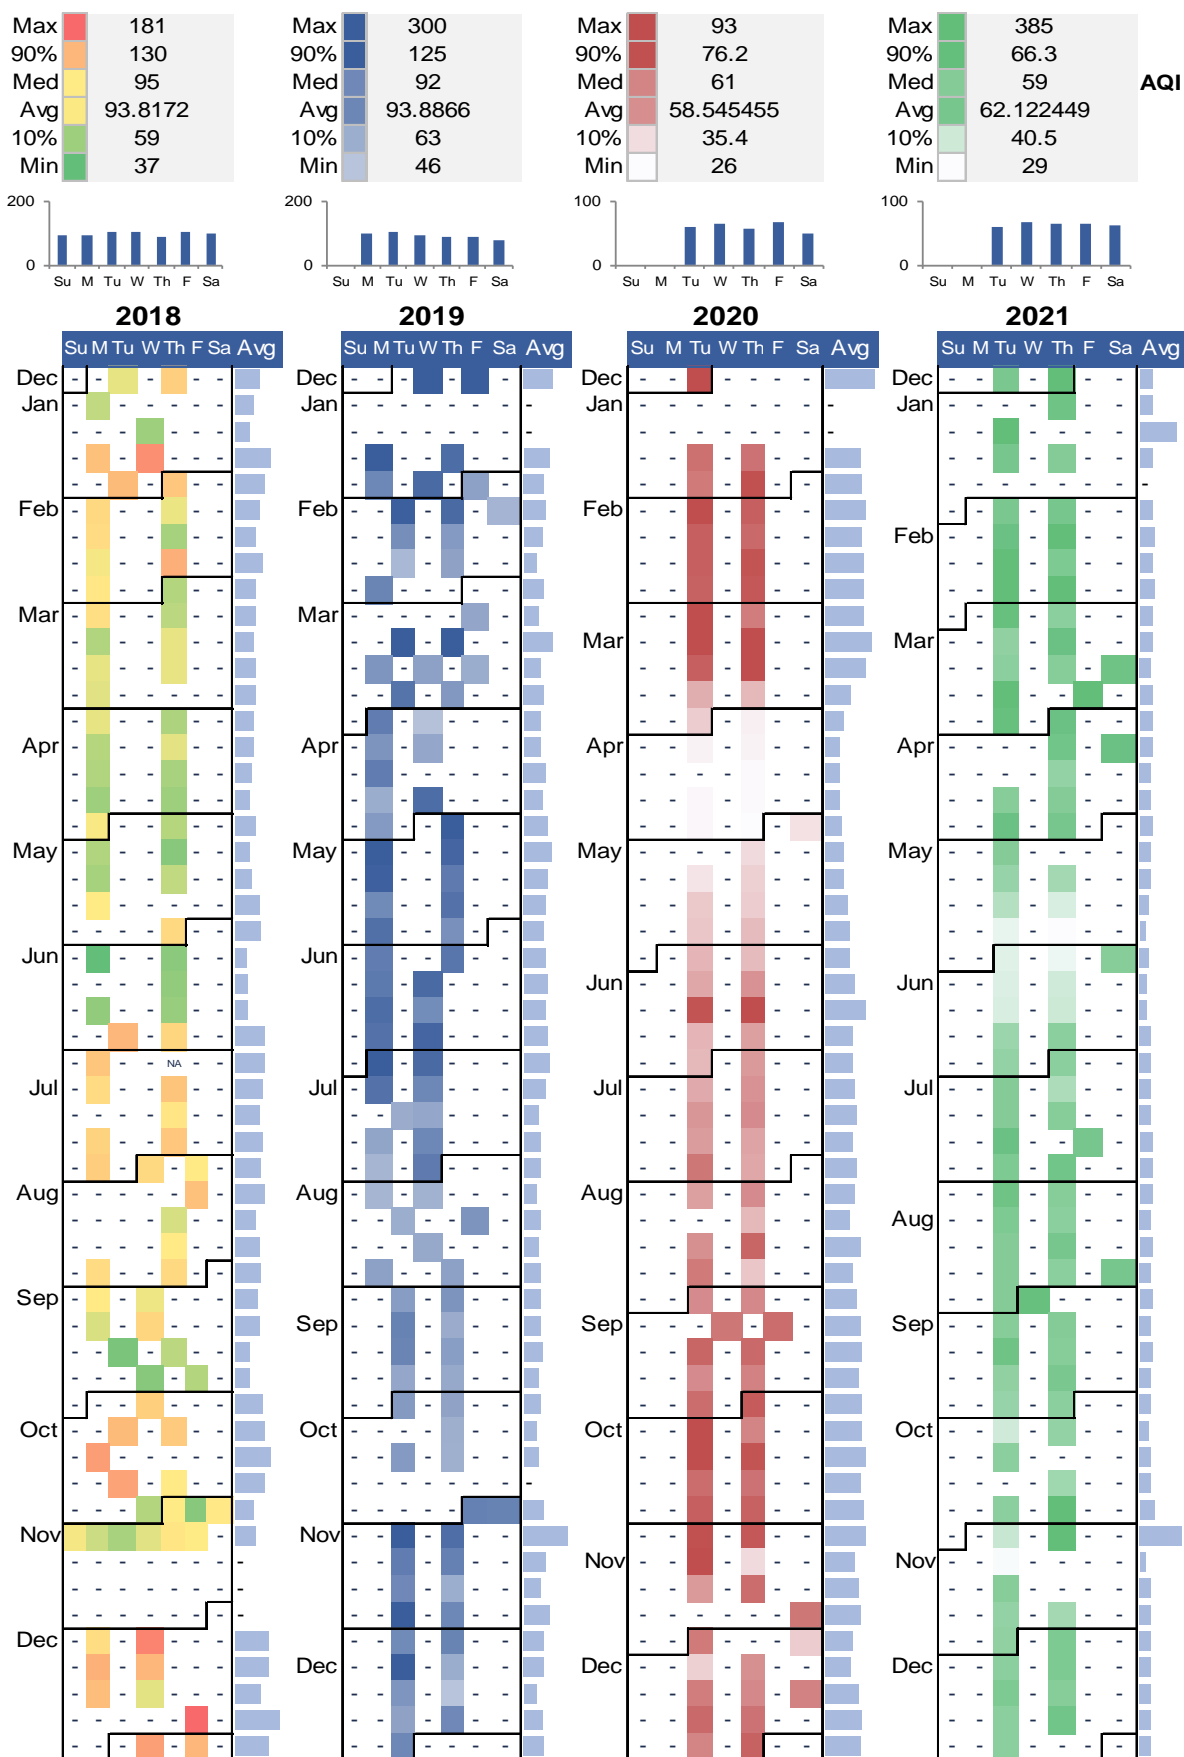 Max 181 Max 300 Max 93 Max 385
90% 130 90% 125 90% 76.2 90% 66.3
Med 95 Med 92 Med 61 Med 59 AQI
Avg 93.8172 Avg 93.8866 Avg 58.545455 Avg 62.122449
10% 59 10% 63 10% 35.4 10% 40.5
Min 37 Min 46 Min 26 Min 29
200 200 100 100
0 0 0 0
Su M Tu W Th F Sa Su M Tu W Th F Sa Su M Tu W Th F Sa Su M Tu W Th F Sa
2018 2019 2020 2021
Su M Tu W Th F Sa Avg Su M Tu W Th F Sa Avg Su M Tu W Th F Sa Avg Su M Tu W Th F Sa Avg
Dec Dec Dec Dec
Jan Jan Jan Jan
Feb Feb Feb
Feb
Mar Mar
Mar Mar
Apr Apr Apr Apr
May May May May
Jun Jun
Jun Jun
NA
Jul Jul Jul Jul
Aug Aug Aug
Aug
Sep
Sep Sep Sep
Oct Oct Oct Oct
Nov Nov
Nov Nov
Dec
Dec Dec Dec